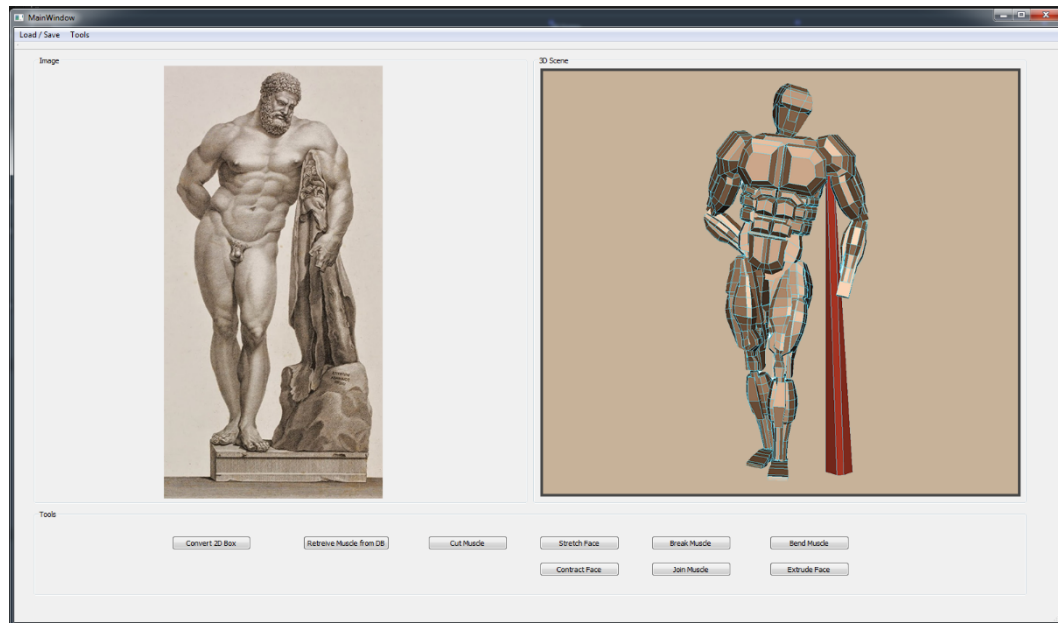 MainWindow
Load / Save Tools
Image
3D Scene
Tools
Convert 2D Box
Retreive Muscle from DB
Cut Muscle
Stretch Face
Break Muscle
Bend Muscle
Contract Face
Join Muscle
Extrude Face